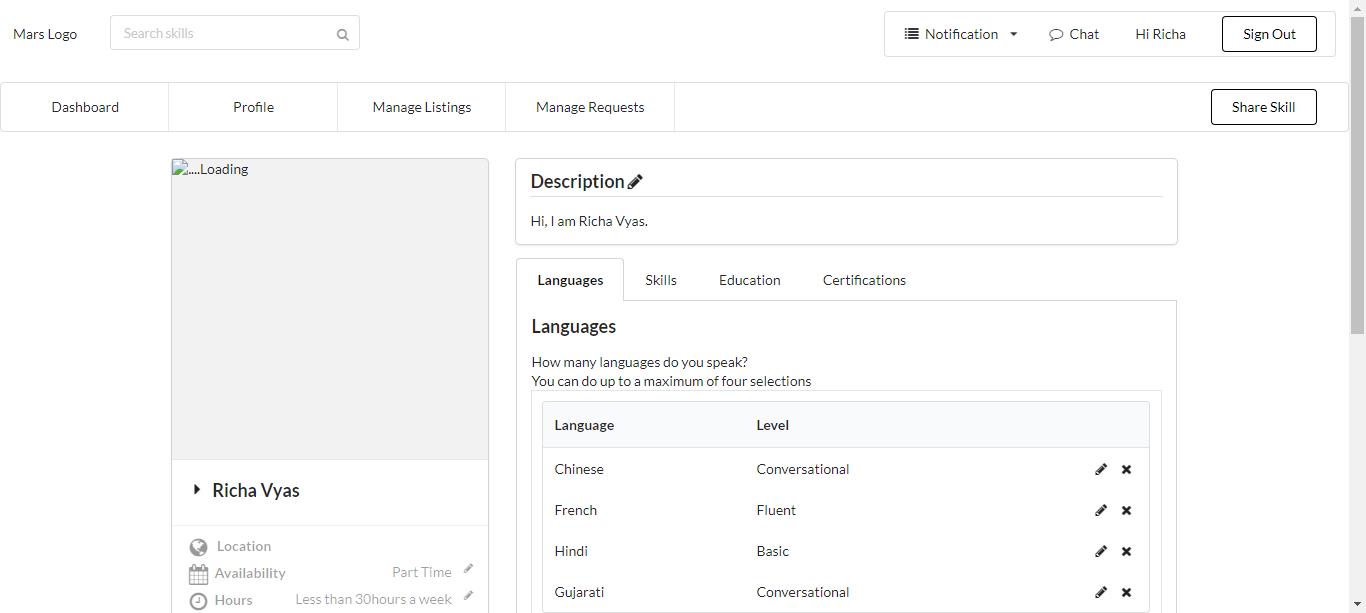 Mars Logo
Search skills
Notification
Chat
Hi Richa
Sign Out
Dashboard
Profile
Manage Listings
Manage Requests
Share Skill
....Loading
Richa Vyas
Location
Availability
Part Time
Hours
Less than 30hours a week
Description
Hi, I am Richa Vyas.
Languages
Skills
Education
Certifications
Languages
How many languages do you speak?
You can do up to a maximum of four selections
Language Level
Chinese Conversational
French Fluent
Hindi Basic
Gujarati Conversational